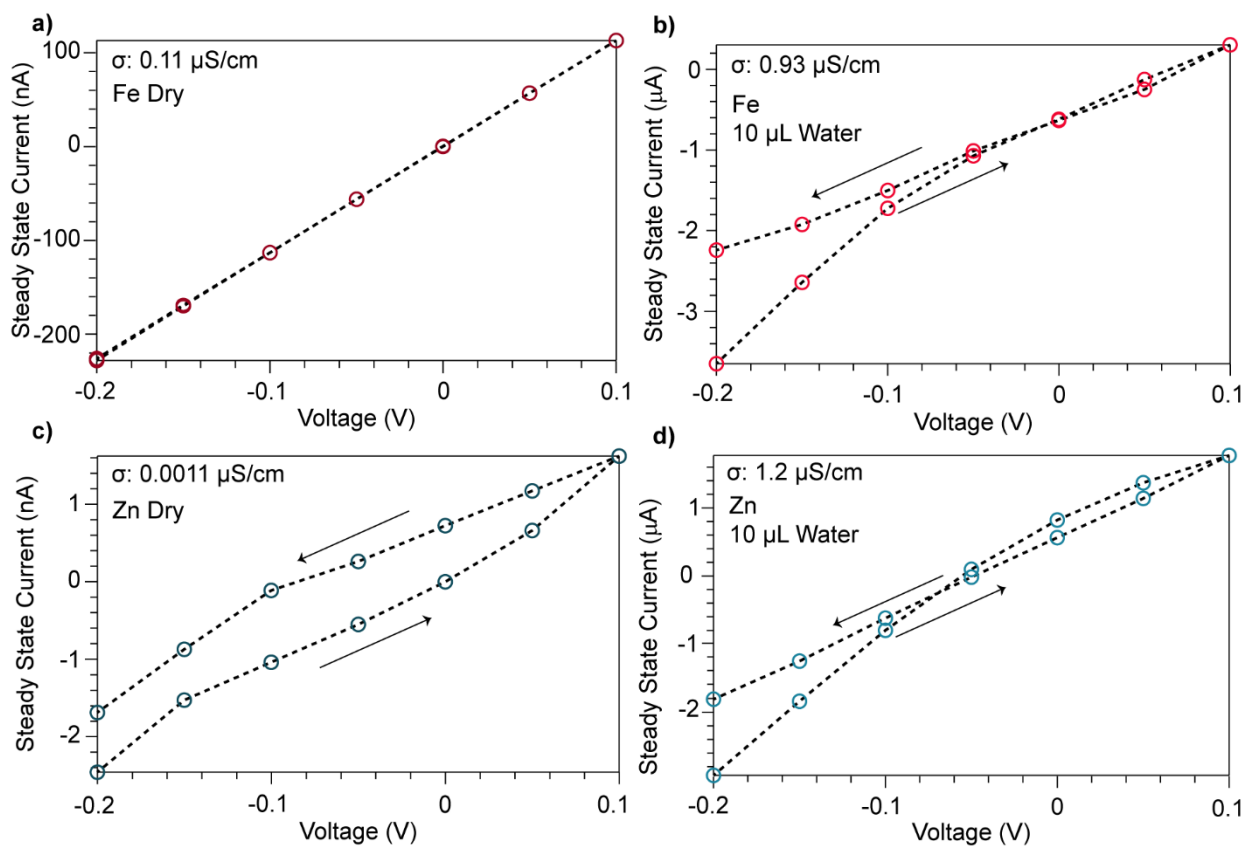 a)
σ: 0.11 µS/cm
Fe Dry
Steady State Current (nA)
100
0
-100
-200
-0.2
-0.1
0
0.1
Voltage (V)
b)
σ: 0.93 µS/cm
Fe
10 µL Water
Steady State Current (µA)
0
-1
-2
-3
-0.2
-0.1
0
0.1
Voltage (V)
c)
σ: 0.0011 µS/cm
Zn Dry
Steady State Current (nA)
1
0
-1
-2
-0.2
-0.1
0
0.1
Voltage (V)
d)
σ: 1.2 µS/cm
Zn
10 µL Water
Steady State Current (µA)
1
0
-1
-2
-0.2
-0.1
0
0.1
Voltage (V)